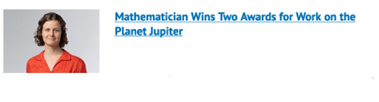 Mathematician Wins Two Awards for Work on the
Planet Jupiter